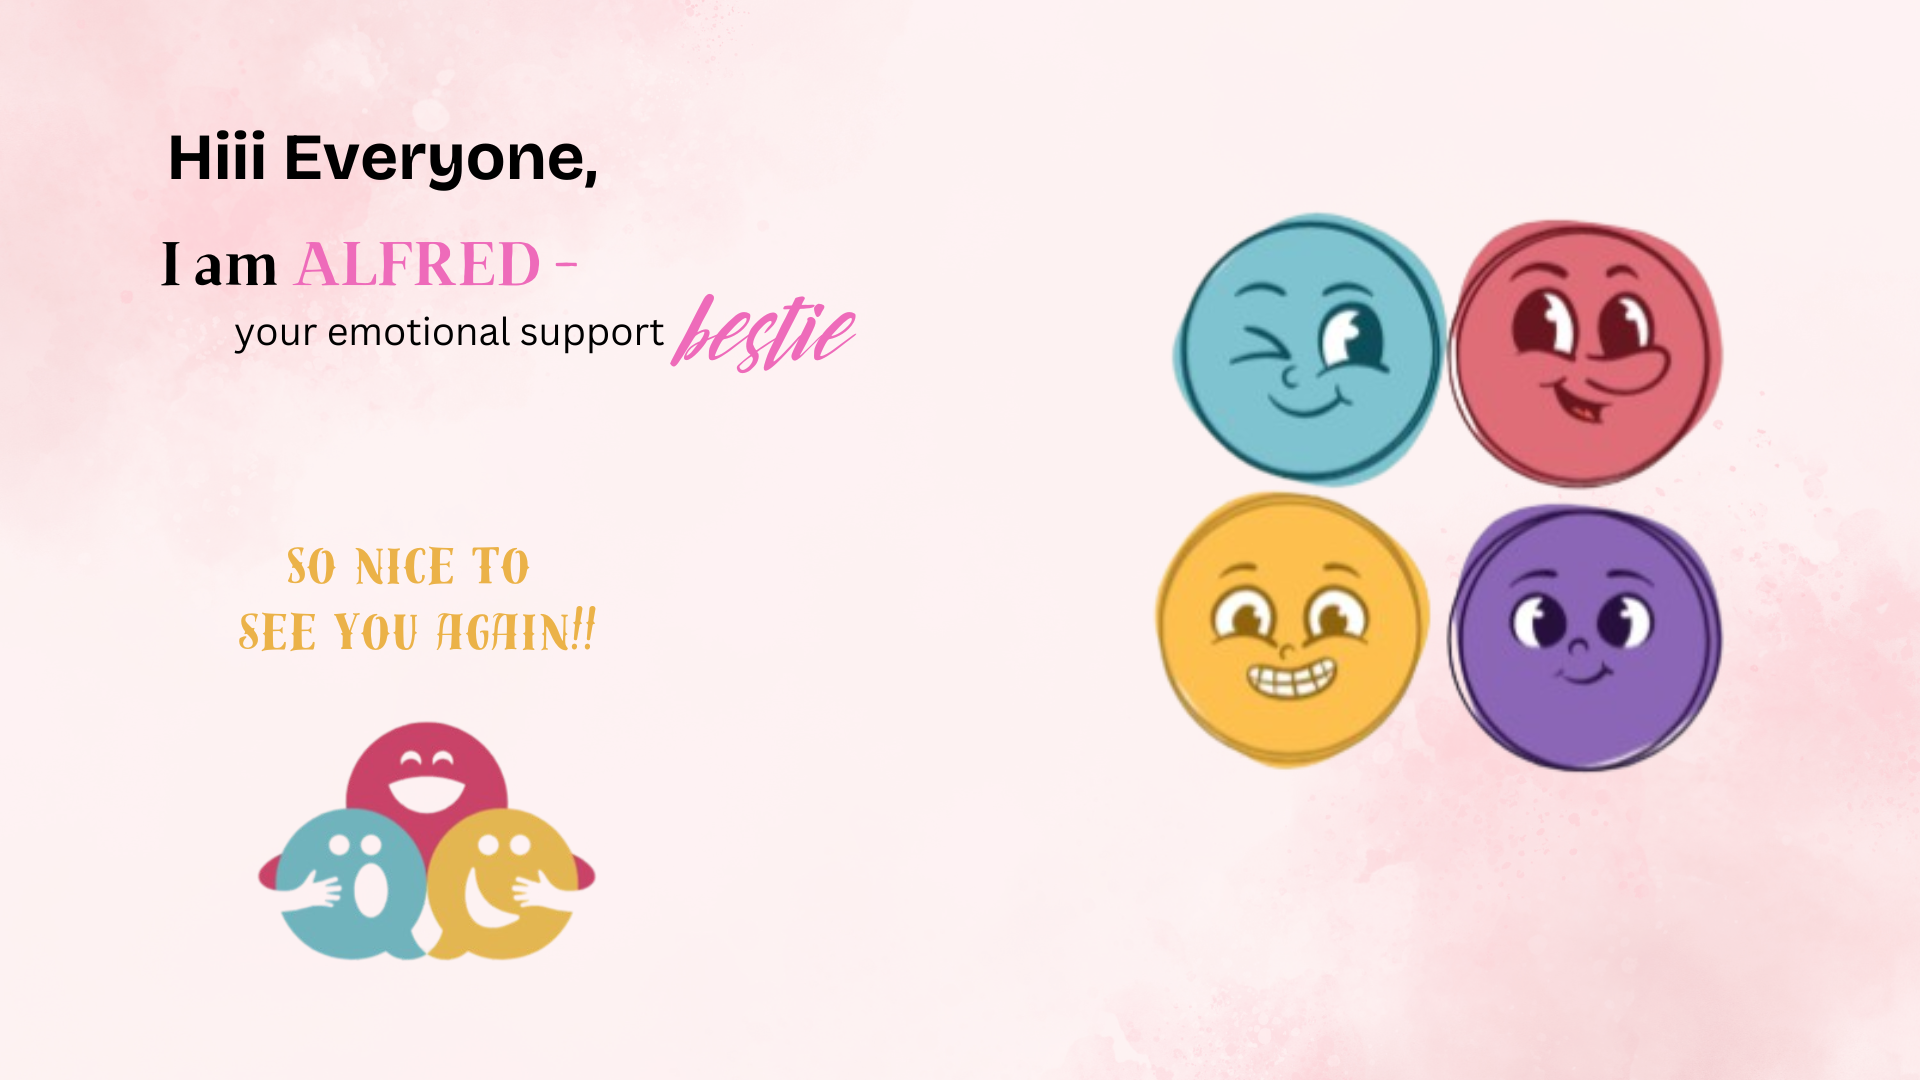 Hiii Everyone,
I am ALFRED -
your emotional support bestie
SO NICE TO
SEE YOU AGAIN!!